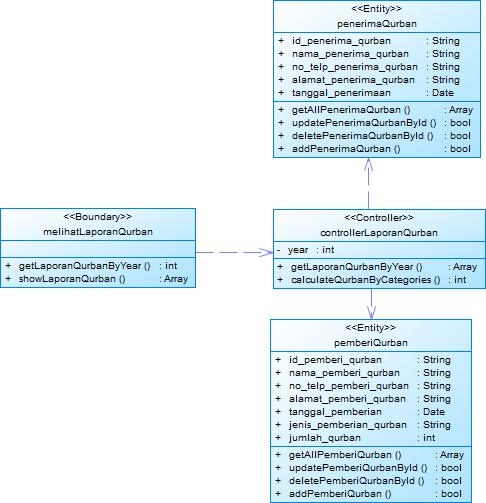 <<Entity>>
penerimaQurban
+ id_penerima_qurban : String
+ nama_penerima_qurban : String
+ no_telp_penerima_qurban : String
+ alamat_penerima_qurban : String
+ tanggal_penerimaan : Date
+ getAllPenerimaQurban () : Array
+ updatePenerimaQurbanById () : bool
+ deletePenerimaQurbanById () : bool
+ addPenerimaQurban () : bool
<<Boundary>>
melihatLaporanQurban
+ getLaporanQurbanByYear () : int
+ showLaporanQurban () : Array
<<Controller>>
controllerLaporanQurban
- year : int
+ getLaporanQurbanByYear () : Array
+ calculateQurbanByCategories () : int
<<Entity>>
pemberiQurban
+ id_pemberi_qurban : String
+ nama_pemberi_qurban : String
+ no_telp_pemberi_qurban : String
+ alamat_pemberi_qurban : String
+ tanggal_pemberian : Date
+ jenis_pemberian_qurban : String
+ jumlah_qurban : int
+ getAllPemberiQurban () : Array
+ updatePemberiQurbanById () : bool
+ deletePemberiQurbanById () : bool
+ addPemberiQurban () : bool